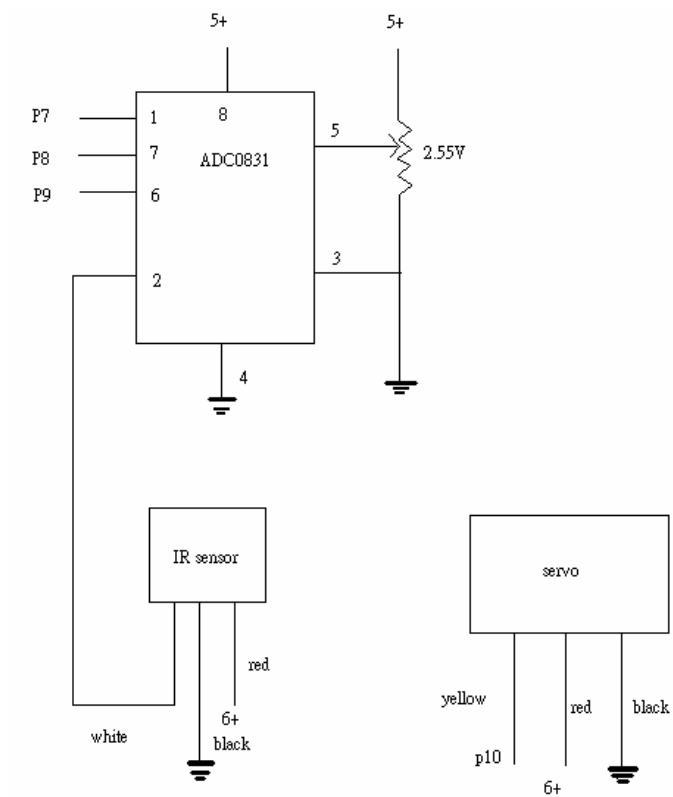 5+
5+
P7
1
8
5
P8
7
ADC0831
2.55V
P9
6
3
2
4
IR sensor
servo
red
yellow
red
black
6+
white
black
p10
6+